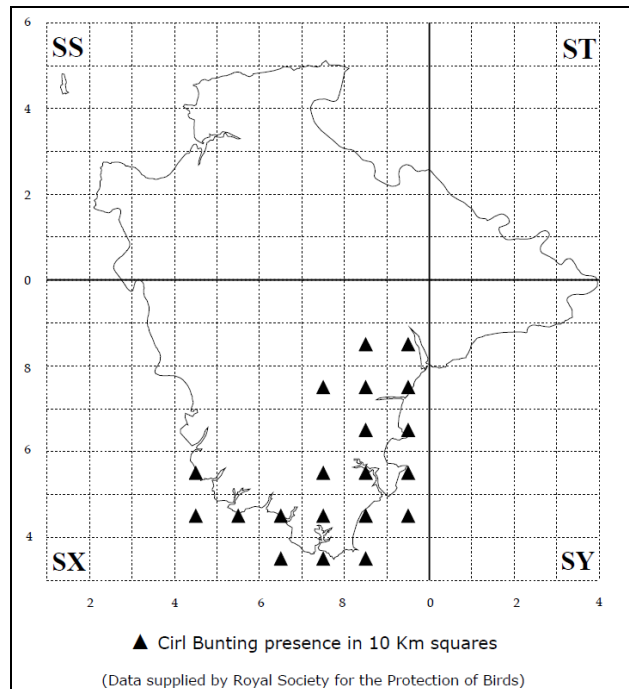 6
SS ST
4
2
0
8
6
4
SX SY
2 4 6 8 0 2 4
▲ Cirl Bunting presence in 10 Km squares
(Data supplied by Royal Society for the Protection of Birds)